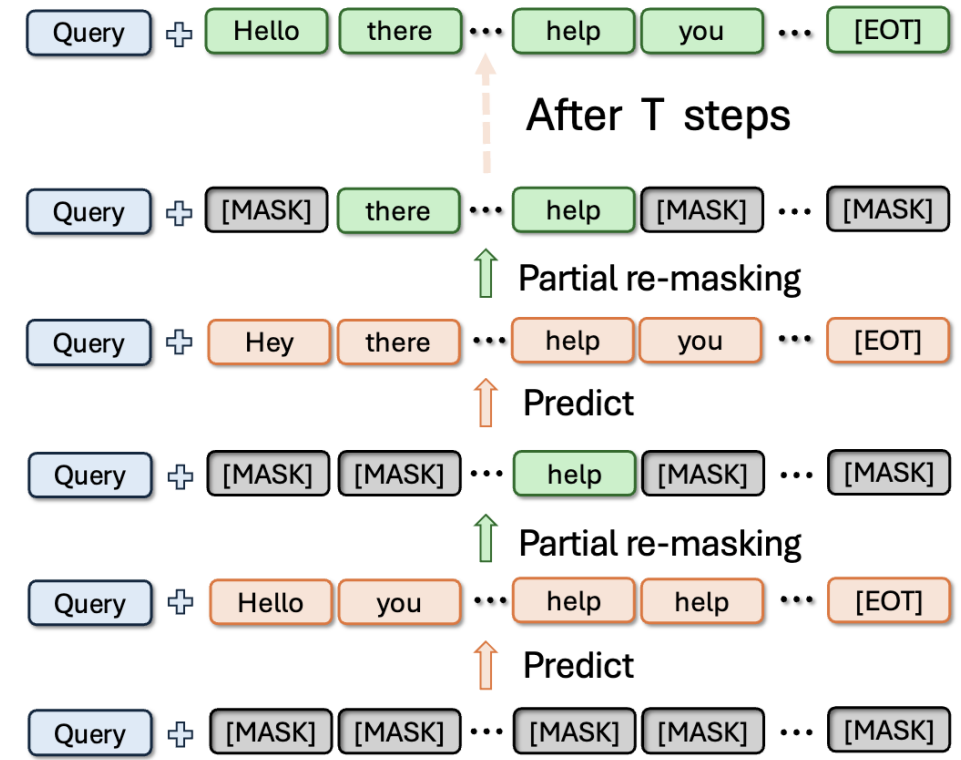 Query + Hello there ... help you ... [EOT]
After T steps
Query + [MASK] there ... help [MASK] ... [MASK]
Partial re-masking
Query + Hey there ... help you ... [EOT]
Predict
Query + [MASK] [MASK] ... help [MASK] ... [MASK]
Partial re-masking
Query + Hello you ... help help ... [EOT]
Predict
Query + [MASK] [MASK] ... [MASK] [MASK] ... [MASK]